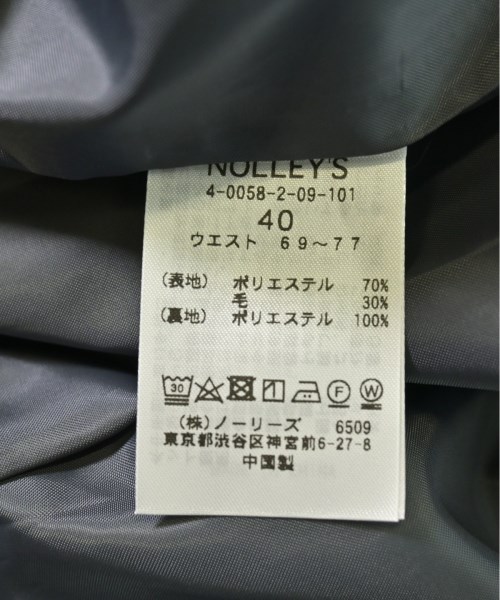 NOLLEY'S
4-0058-2-09-101
40
ウエスト 69～77
(表地) ポリエステル 70%
毛 30%
(裏地) ポリエステル 100%
30 F W
(株)ノーリーズ 6509
東京都渋谷区神宮前6-27-8
中国製